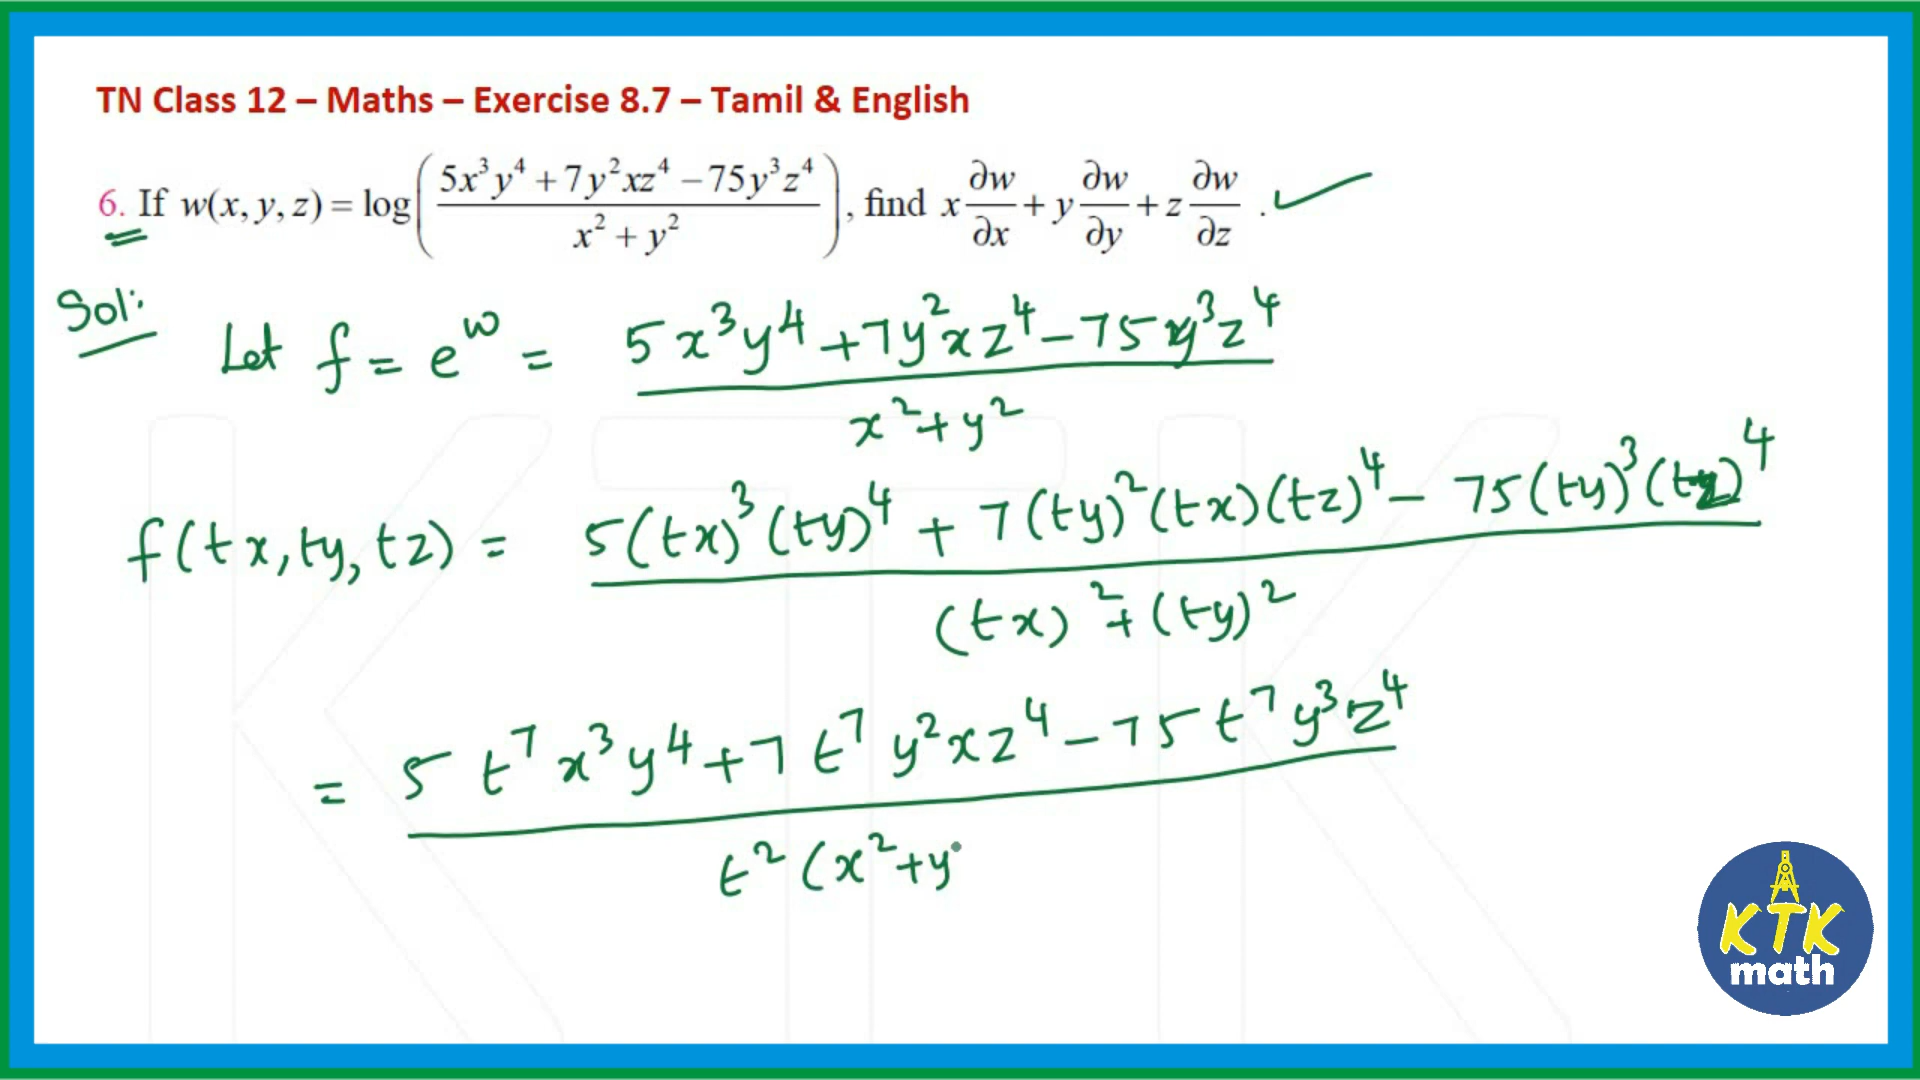 TN Class 12 – Maths – Exercise 8.7 – Tamil & English
6. If w(x, y, z) = log((5x³y⁴ + 7y²xz⁴ − 75y³z⁴)/(x² + y²)), find x ∂w/∂x + y ∂w/∂y + z ∂w/∂z .
Sol:
Let f = e^w = (5x³y⁴ + 7y²xz⁴ − 75y³z⁴)/(x² + y²)
f(tx, ty, tz) = (5(tx)³(ty)⁴ + 7(ty)²(tx)(tz)⁴ − 75(ty)³(tz)⁴)/((tx)² + (ty)²)
= (5t⁷x³y⁴ + 7t⁷y²xz⁴ − 75t⁷y³z⁴)/(t²(x² + y
KTK
math